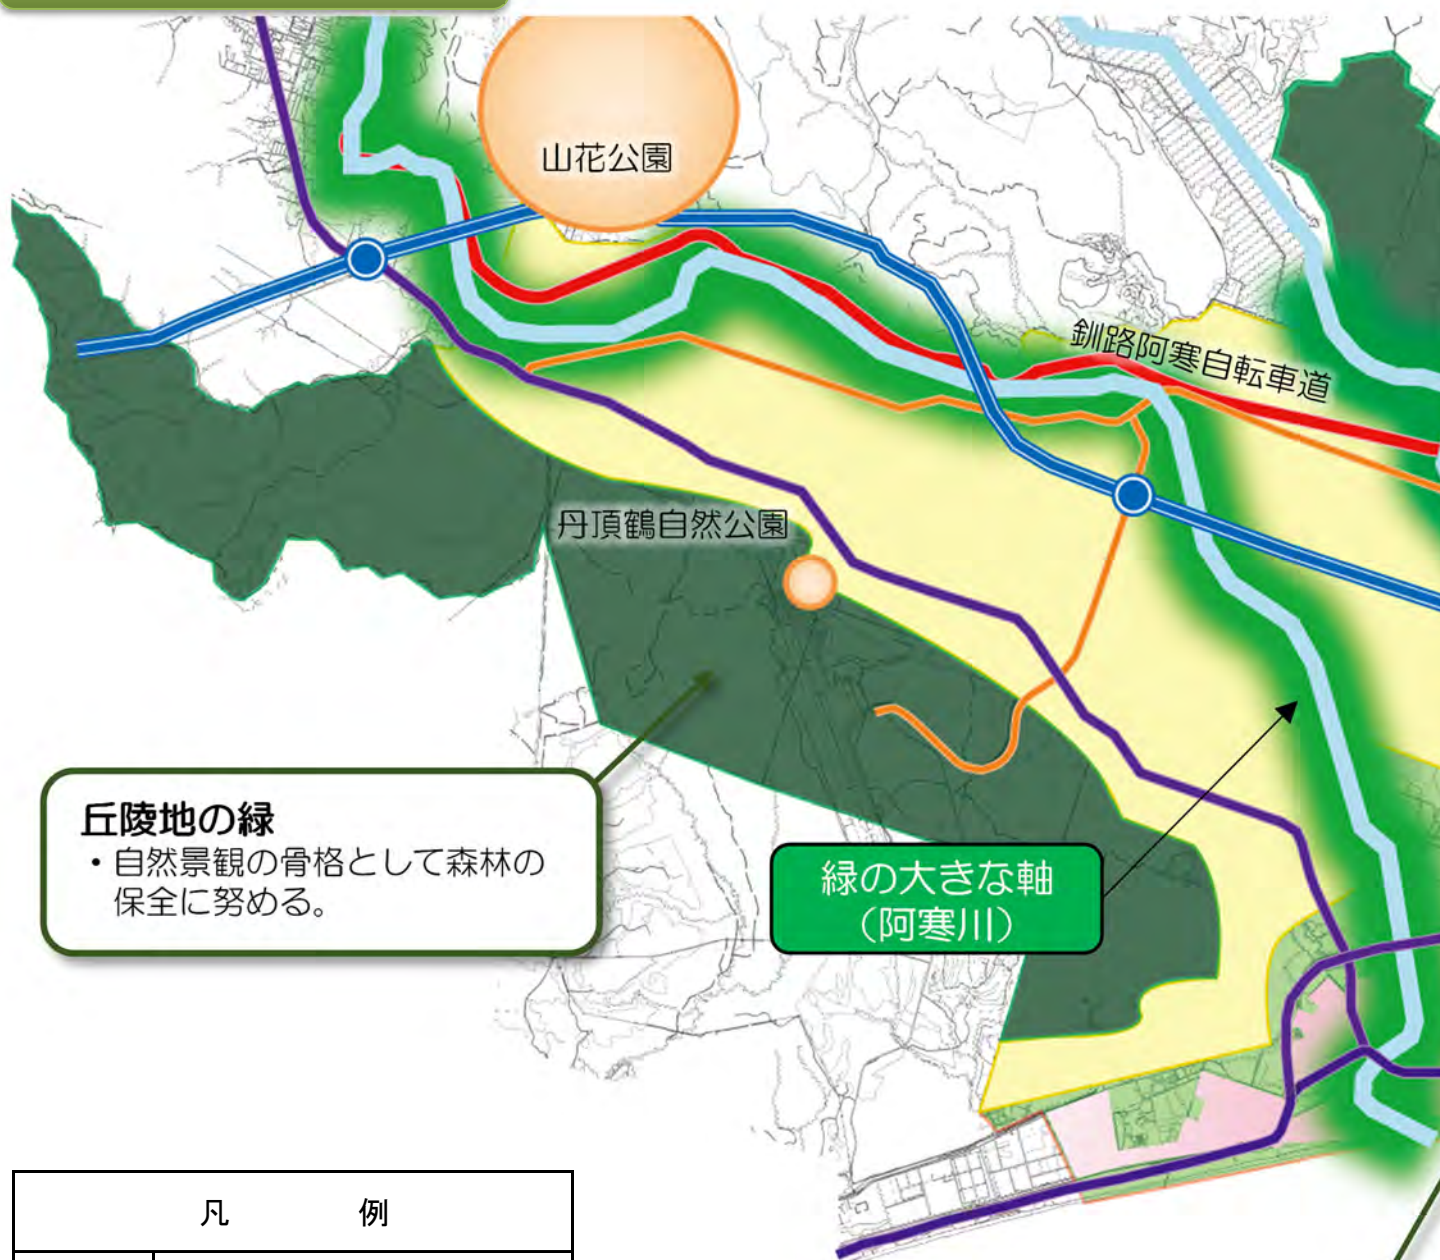 山花公園
釧路阿寒自転車道
丹頂鶴自然公園
丘陵地の緑
・自然景観の骨格として森林の
保全に努める。
緑の大きな軸
（阿寒川）
凡　例